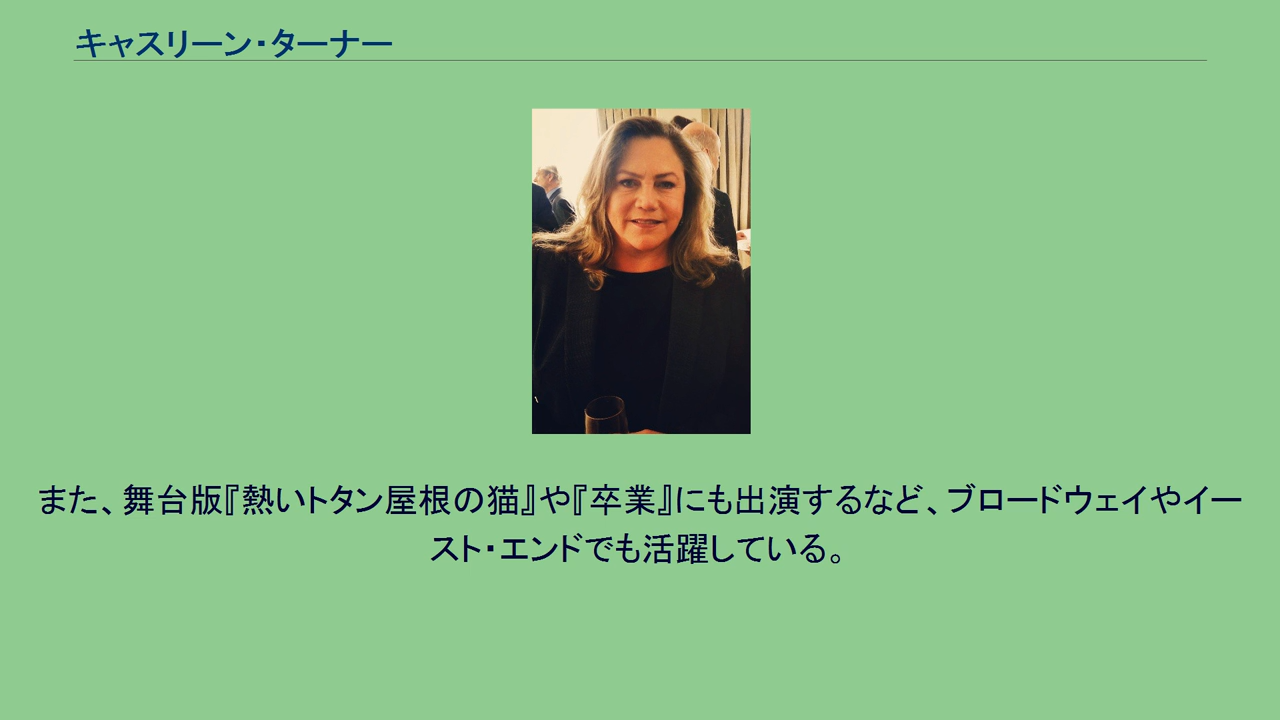 キャスリーン・ターナー
また、舞台版『熱いトタン屋根の猫』や『卒業』にも出演するなど、ブロードウェイやイー
スト・エンドでも活躍している。